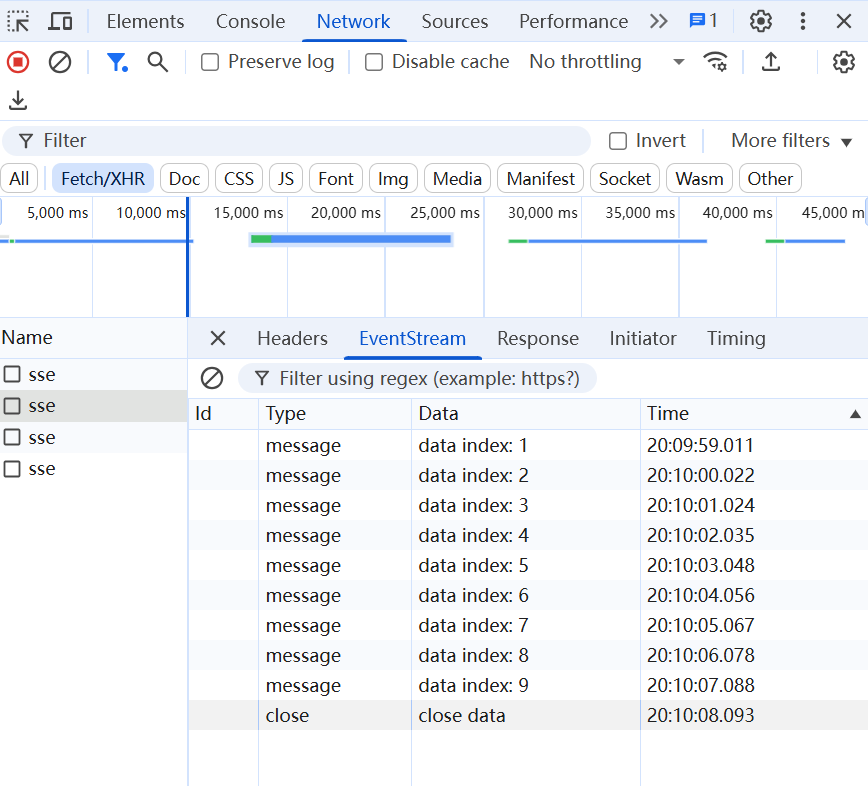 Elements Console Network Sources Performance 1
Preserve log Disable cache No throttling
Filter Invert More filters
All Fetch/XHR Doc CSS JS Font Img Media Manifest Socket Wasm Other
5,000 ms 10,000 ms 15,000 ms 20,000 ms 25,000 ms 30,000 ms 35,000 ms 40,000 ms 45,000 m
Name Headers EventStream Response Initiator Timing
sse Filter using regex (example: https?)
sse Id Type Data Time
sse message data index: 1 20:09:59.011
sse message data index: 2 20:10:00.022
message data index: 3 20:10:01.024
message data index: 4 20:10:02.035
message data index: 5 20:10:03.048
message data index: 6 20:10:04.056
message data index: 7 20:10:05.067
message data index: 8 20:10:06.078
message data index: 9 20:10:07.088
close close data 20:10:08.093